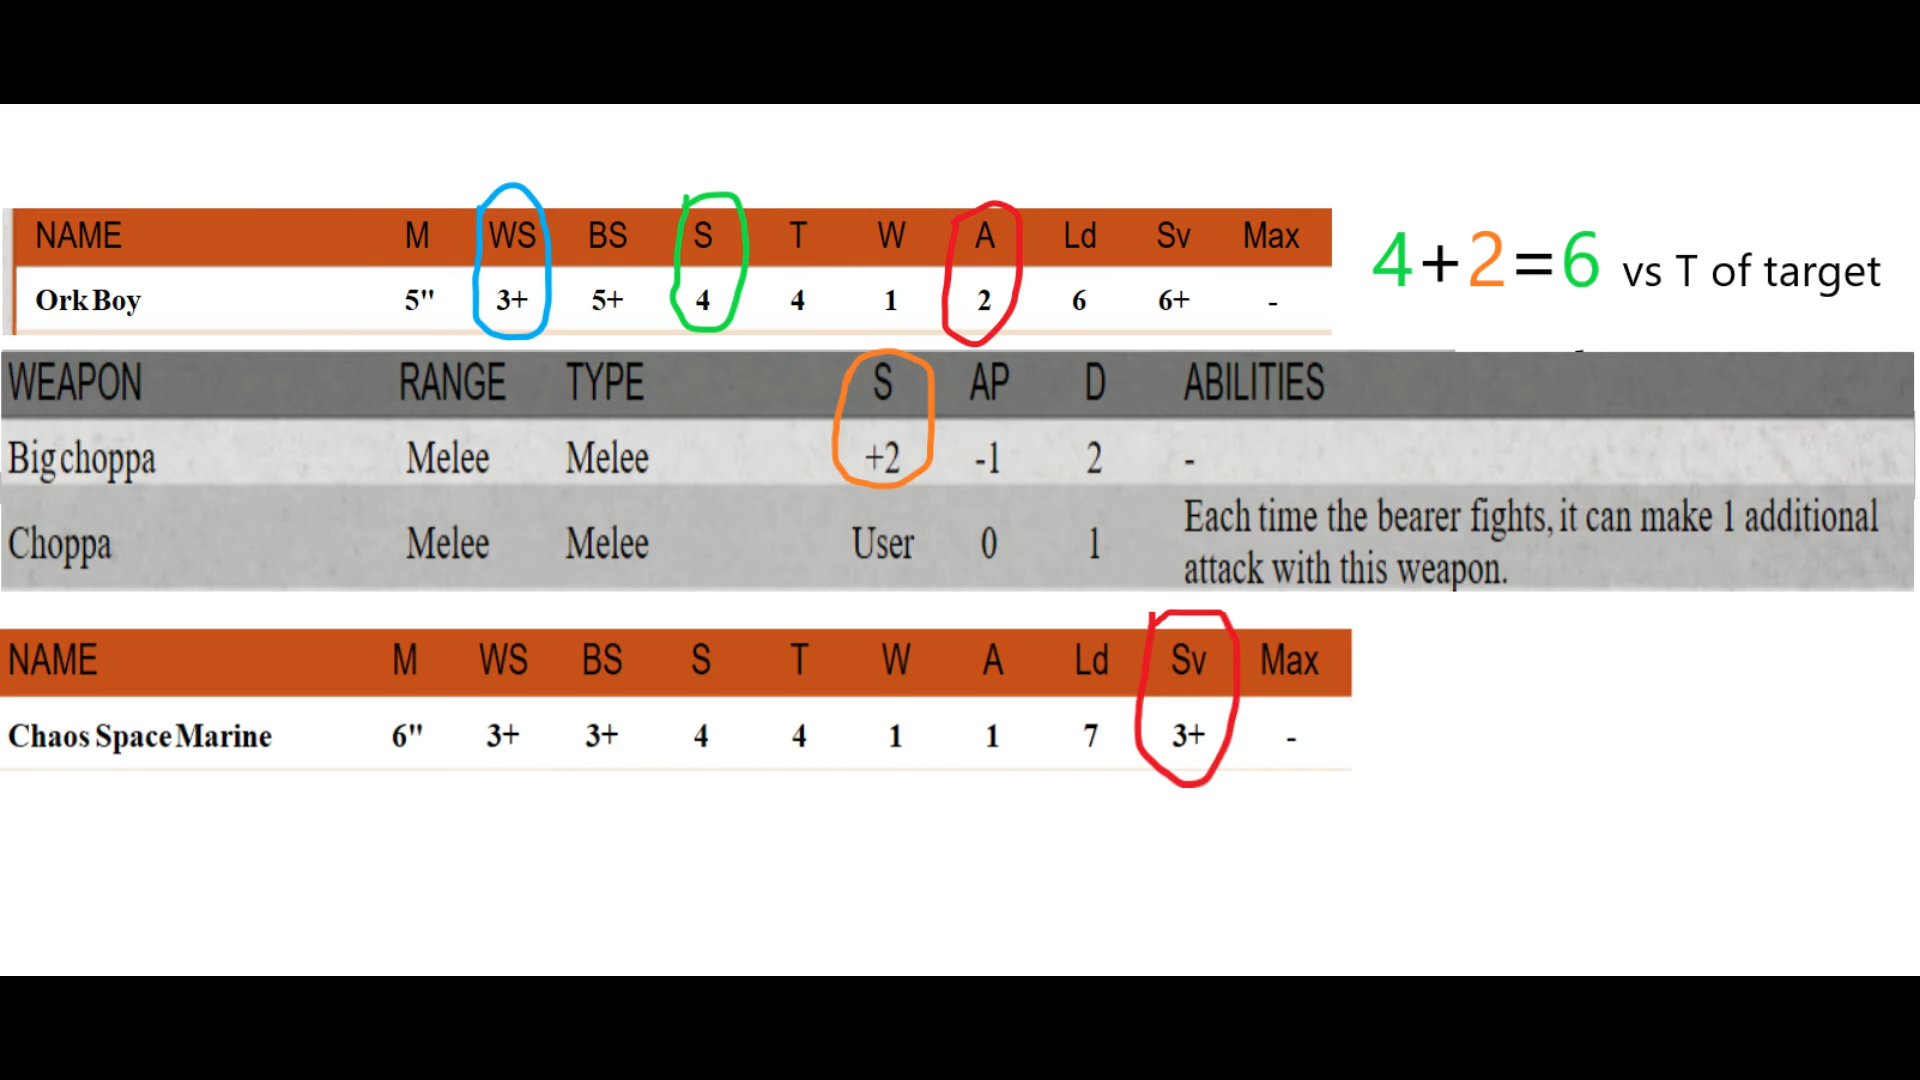 NAME M WS BS S T W A Ld Sv Max
Ork Boy 5" 3+ 5+ 4 4 1 2 6 6+ -
4+2=6 vs T of target
WEAPON RANGE TYPE S AP D ABILITIES
Big choppa Melee Melee +2 -1 2 -
Choppa Melee Melee User 0 1 Each time the bearer fights, it can make 1 additional
attack with this weapon.
NAME M WS BS S T W A Ld Sv Max
Chaos Space Marine 6" 3+ 3+ 4 4 1 1 7 3+ -